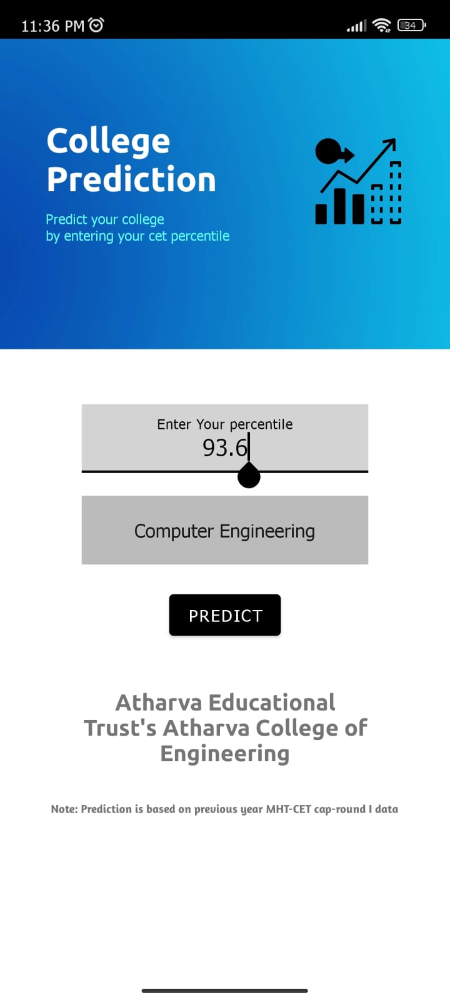 11:36 PM
34
College
Prediction
Predict your college
by entering your cet percentile
Enter Your percentile
93.6
Computer Engineering
PREDICT
Atharva Educational
Trust's Atharva College of
Engineering
Note: Prediction is based on previous year MHT-CET cap-round I data